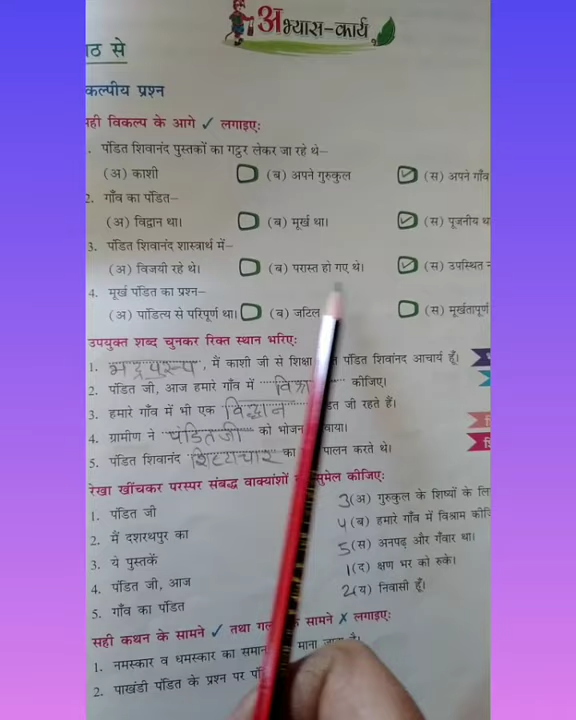 अभ्यास-कार्य
ठ से
कल्पीय प्रश्न
ही विकल्प के आगे ✓ लगाइए:
. पंडित शिवानंद पुस्तकों का गट्ठर लेकर जा रहे थे–
(अ) काशी (ब) अपने गुरुकुल ✓ (स) अपने गाँव
2. गाँव का पंडित–
(अ) विद्वान था। (ब) मूर्ख था। ✓ (स) पूजनीय
3. पंडित शिवानंद शास्त्रार्थ में–
(अ) विजयी रहे थे। (ब) परास्त हो गए थे। ✓ (स) उपस्थित
4. मूर्ख पंडित का प्रश्न–
(अ) पांडित्य से परिपूर्ण था। (ब) जटिल (स) मूर्खतापूर्ण
उपयुक्त शब्द चुनकर रिक्त स्थान भरिए:
1. भद्रपुरुष, मैं काशी जी से शिक्षा पंडित शिवानंद आचार्य हूँ।
2. पंडित जी, आज हमारे गाँव में विश्रा कीजिए।
3. हमारे गाँव में भी एक विद्वान डित जी रहते हैं।
4. ग्रामीण ने पंडितजी को भोजन वाया।
5. पंडित शिवानंद शिष्टाचार का पालन करते थे।
रेखा खींचकर परस्पर संबद्ध वाक्यांशों सुमेल कीजिए:
1. पंडित जी 3(अ) गुरुकुल के शिष्यों के लि
2. मैं दशरथपुर का 4(ब) हमारे गाँव में विश्राम कीजि
3. ये पुस्तकें 5(स) अनपढ़ और गँवार था।
4. पंडित जी, आज 1(द) क्षण भर को रुके।
5. गाँव का पंडित 2(य) निवासी हूँ।
सही कथन के सामने ✓ तथा गल के सामने ✗ लगाइए:
1. नमस्कार व धमस्कार का समान माना जाता है।
2. पाखंडी पंडित के प्रश्न पर पं